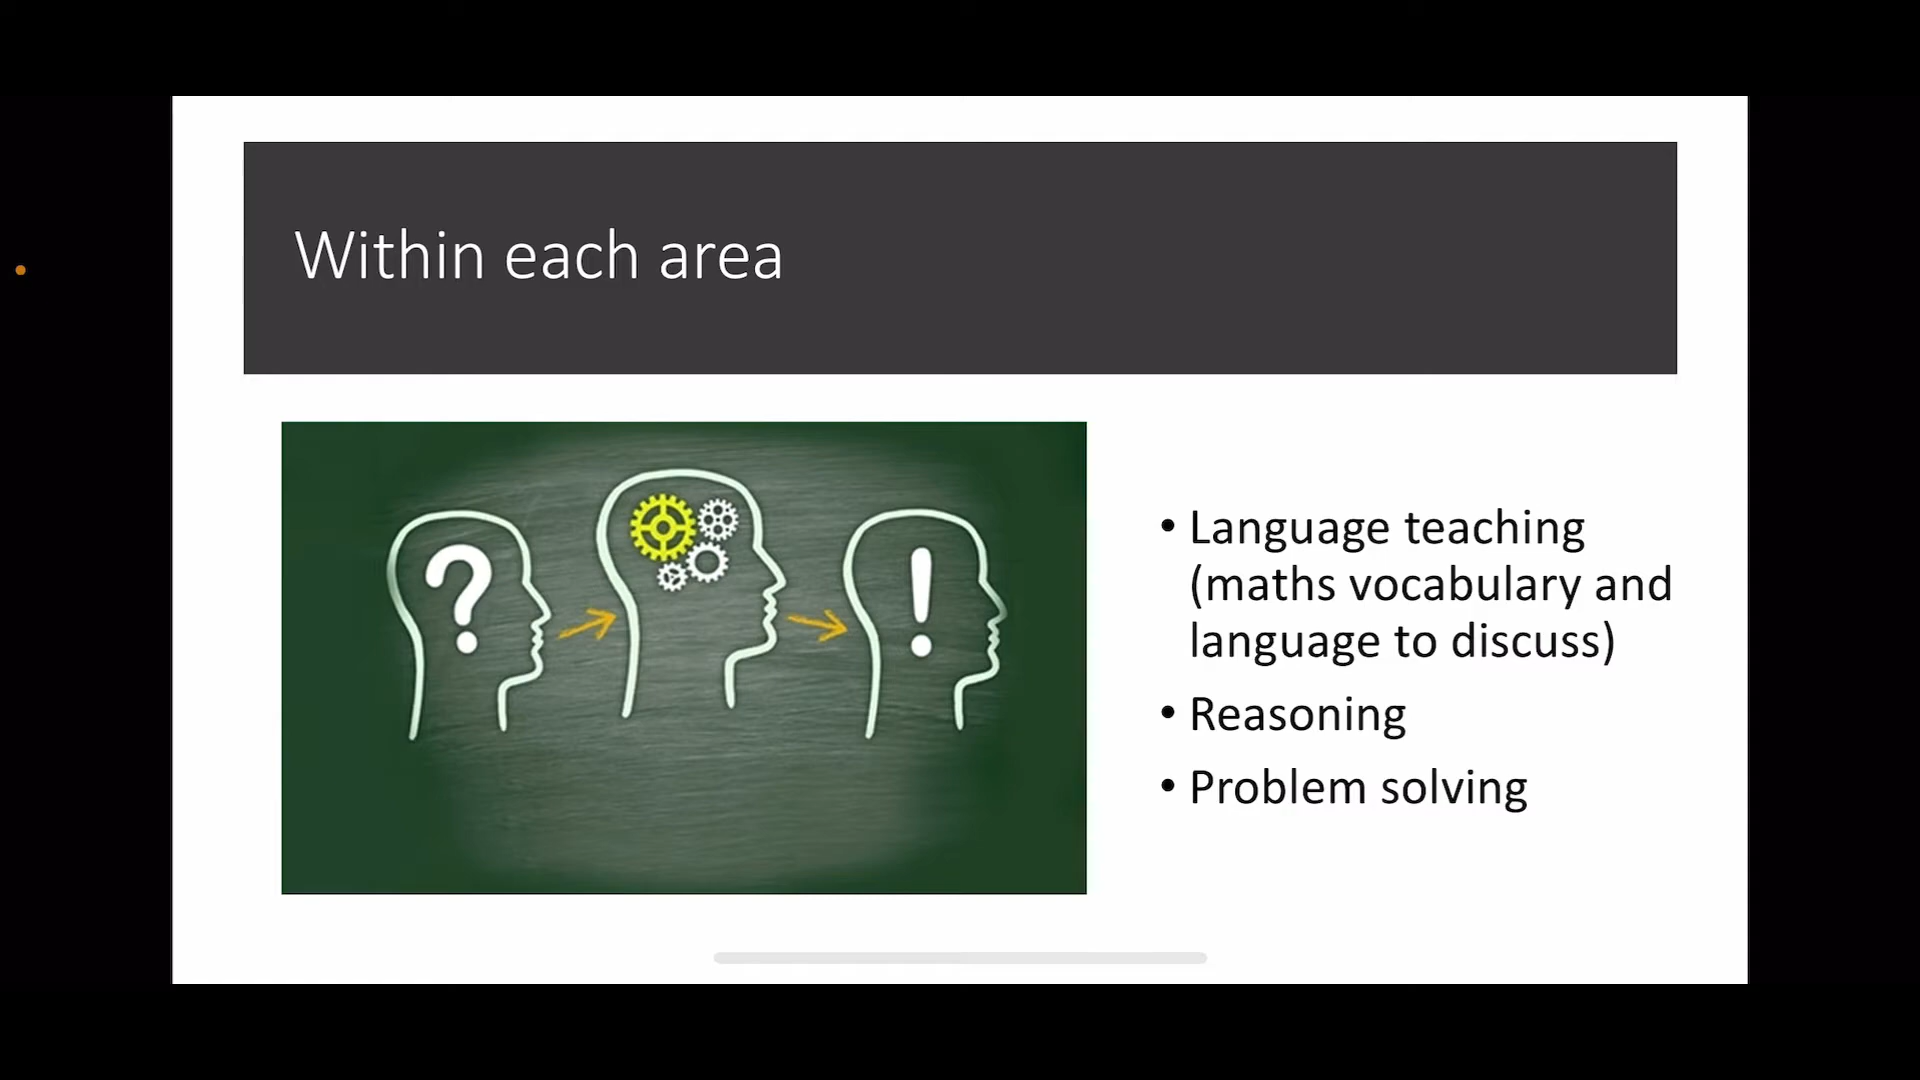 Within each area
• Language teaching
(maths vocabulary and
language to discuss)
• Reasoning
• Problem solving
? !